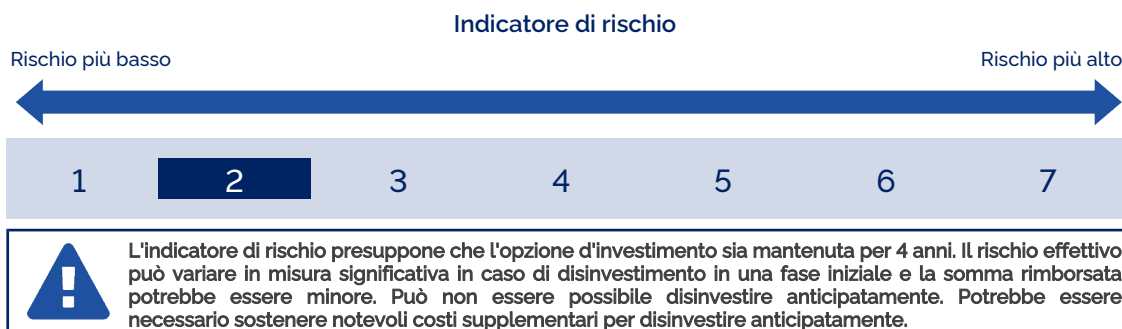 Indicatore di rischio
Rischio più basso
Rischio più alto
1 2 3 4 5 6 7
L'indicatore di rischio presuppone che l'opzione d'investimento sia mantenuta per 4 anni. Il rischio effettivo
può variare in misura significativa in caso di disinvestimento in una fase iniziale e la somma rimborsata
potrebbe essere minore. Può non essere possibile disinvestire anticipatamente. Potrebbe essere
necessario sostenere notevoli costi supplementari per disinvestire anticipatamente.